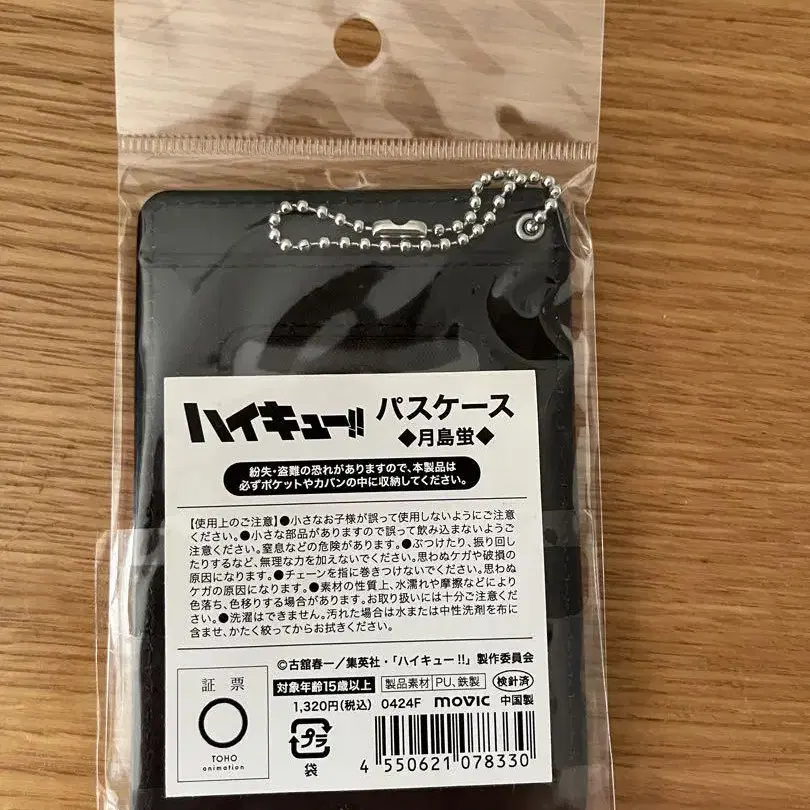 ハイキュー!! パスケース
◆月島蛍◆
紛失・盗難の恐れがありますので、本製品は
必ずポケットやカバンの中に収納してください。
【使用上のご注意】●小さなお子様が誤って使用しないようにご注意
ください。●小さな部品がありますので誤って飲み込まないようご
注意ください。窒息などの危険があります。●ぶつけたり、振り回し
たりするなど、無理な力を加えないでください。思わぬケガや破損の
原因になります。●チェーンを指に巻きつけないでください。思わぬ
ケガの原因になります。●素材の性質上、水濡れや摩擦などにより
色落ち、色移りする場合があります。お取り扱いには十分ご注意くださ
い。●洗濯はできません。汚れた場合は水または中性洗剤を布に
含ませ、かたく絞ってからお拭きください。
©古舘春一/集英社・「ハイキュー!!」製作委員会
対象年齢15歳以上 製品素材 PU、鉄製 検針済
1,320円(税込) 0424F movic 中国製
証票
TOHO
animation
プラ
袋
4 550621 078330